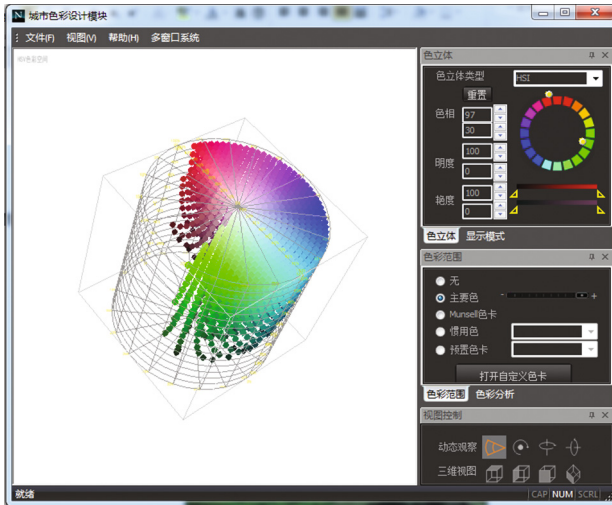 城市色彩设计模块
文件(F) 视图(V) 帮助(H) 多窗口系统
色立体
色立体类型 HSI
重置
色相 97
30
明度 100
0
艳度 100
0
色立体 显示模式
色彩范围
无
主要色 - +
Munsell色卡
惯用色
预置色卡
打开自定义色卡
色彩范围 色彩分析
视图控制
动态观察
三维视图
就绪 CAP NUM SCRL